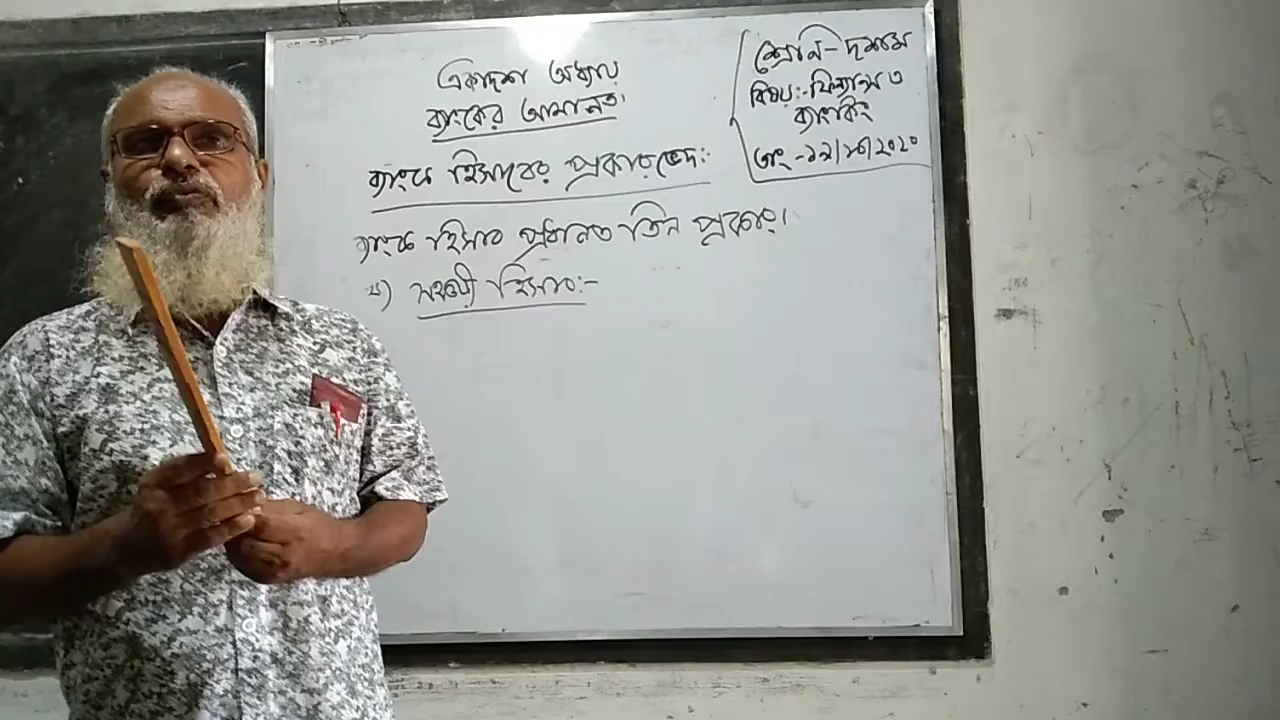 একাদশ অধ্যায়
ব্যাংকের আমানত।
ব্যাংক হিসাবের প্রকারভেদ:-
ব্যাংক হিসাব প্রধানত তিন প্রকার।
১) সঞ্চয়ী হিসাব:-
শ্রেনি - দশম
বিষয়:- ফিন্যান্স ও
ব্যাংকিং
তাং - ১২/১০/২০২০